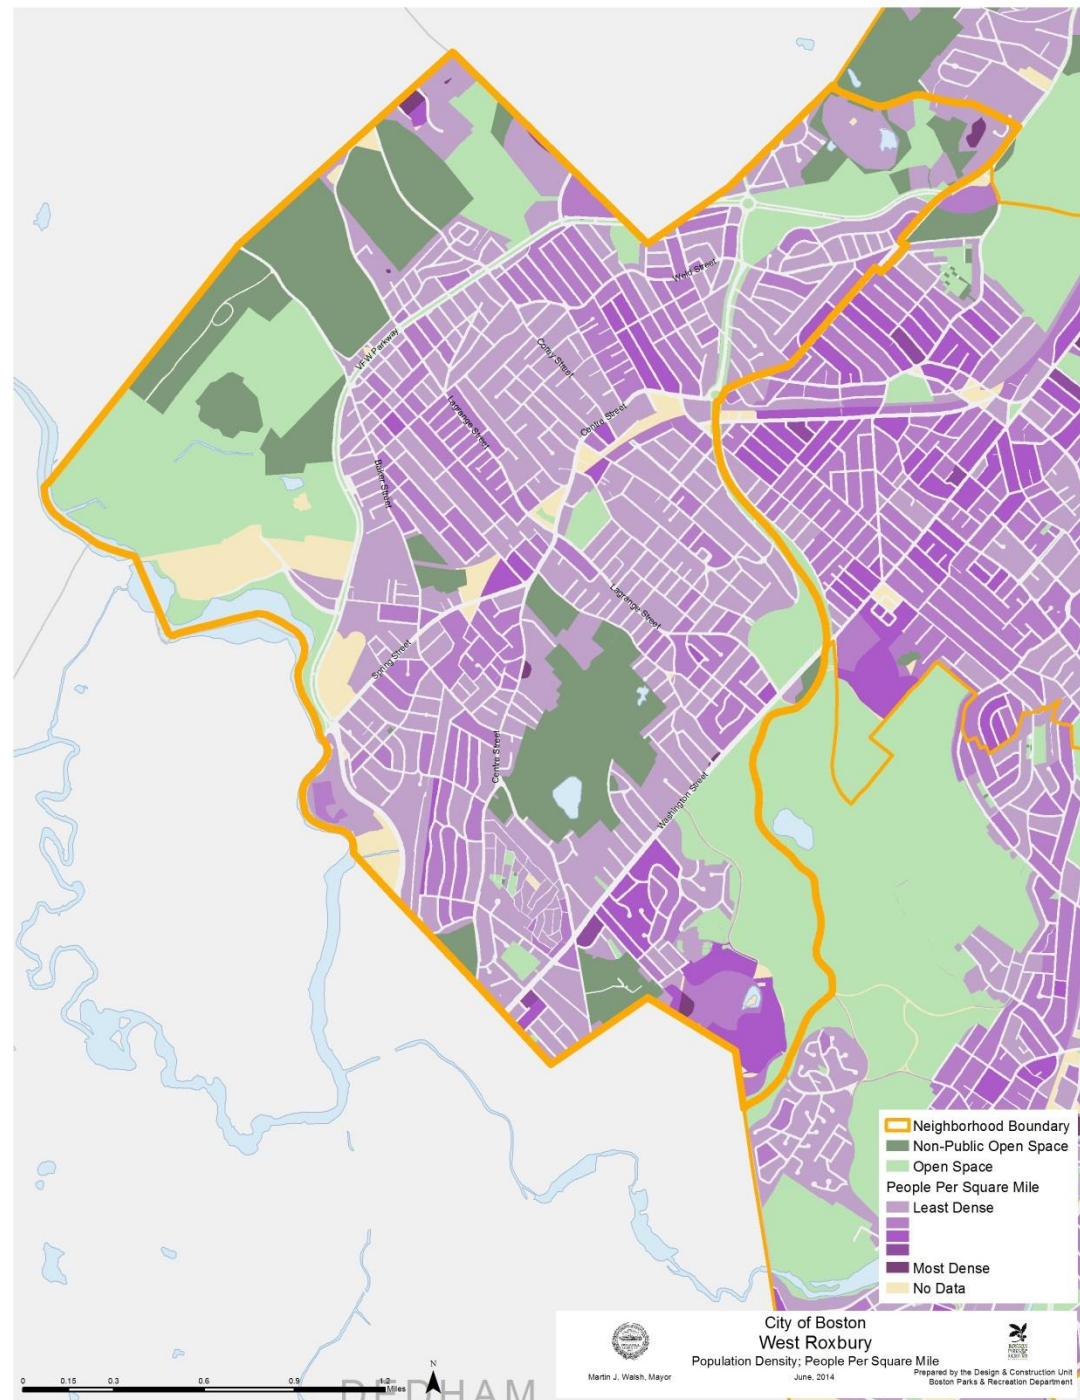 Weld Street
VFW Parkway
Corey Street
Lagrange Street
Centre Street
Baker Street
Lagrange Street
Spring Street
Centre Street
Washington Street
Neighborhood Boundary
Non-Public Open Space
Open Space
People Per Square Mile
Least Dense
Most Dense
No Data
City of Boston
West Roxbury
Population Density; People Per Square Mile
Martin J. Walsh, Mayor
June, 2014
Prepared by the Design & Construction Unit
Boston Parks & Recreation Department
0 0.15 0.3 0.6 0.9 1.2
Miles
N
DEDHAM